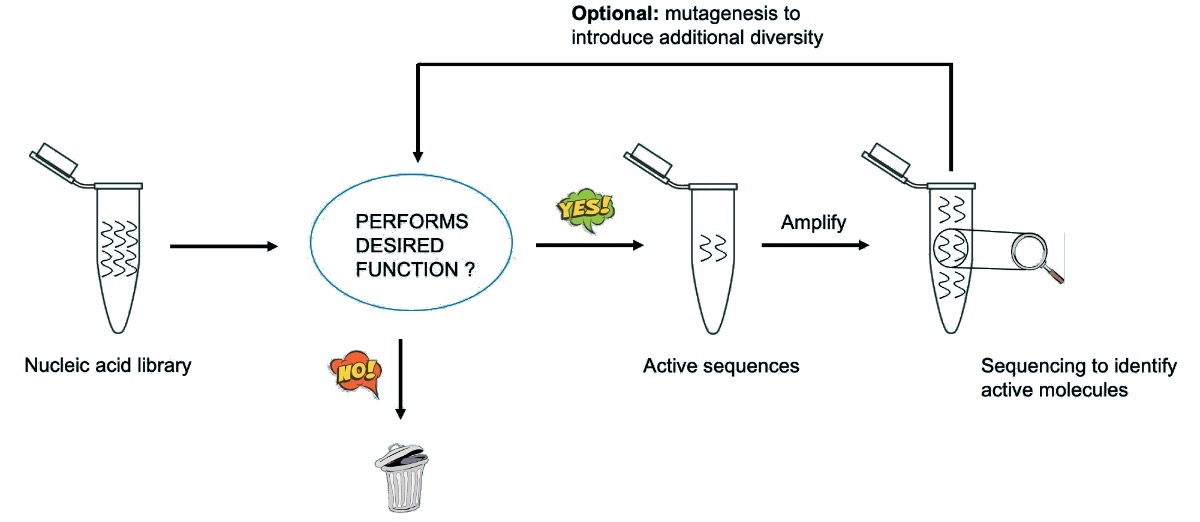 Optional: mutagenesis to
introduce additional diversity
PERFORMS
DESIRED
FUNCTION ?
YES!
Amplify
Nucleic acid library
NO!
Active sequences
Sequencing to identify
active molecules